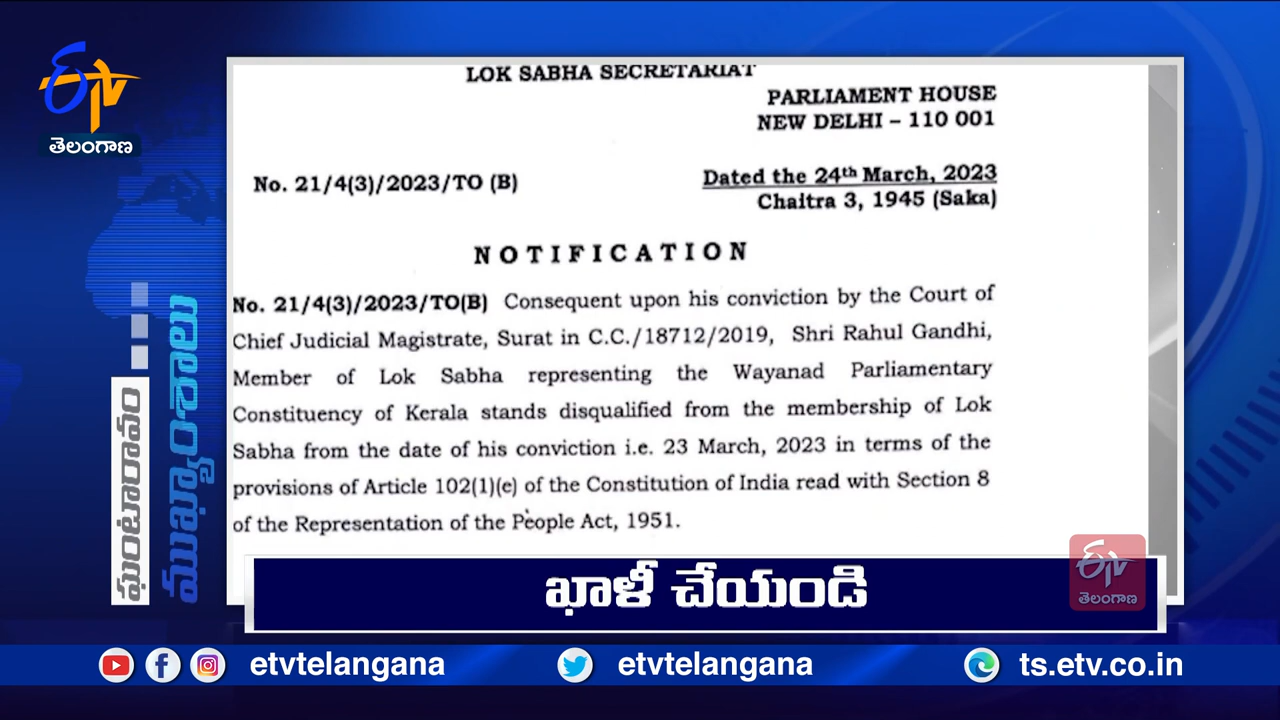 ETV
తెలంగాణ
LOK SABHA SECRETARIAT
PARLIAMENT HOUSE
NEW DELHI – 110 001
No. 21/4(3)/2023/TO (B)
Dated the 24th March, 2023
Chaitra 3, 1945 (Saka)
NOTIFICATION
No. 21/4(3)/2023/TO(B) Consequent upon his conviction by the Court of
Chief Judicial Magistrate, Surat in C.C./18712/2019, Shri Rahul Gandhi,
Member of Lok Sabha representing the Wayanad Parliamentary
Constituency of Kerala stands disqualified from the membership of Lok
Sabha from the date of his conviction i.e. 23 March, 2023 in terms of the
provisions of Article 102(1)(e) of the Constitution of India read with Section 8
of the Representation of the People Act, 1951.
ఘంటారావం
ఖాళీ చేయండి
ETV
తెలంగాణ
etvtelangana
etvtelangana
ts.etv.co.in